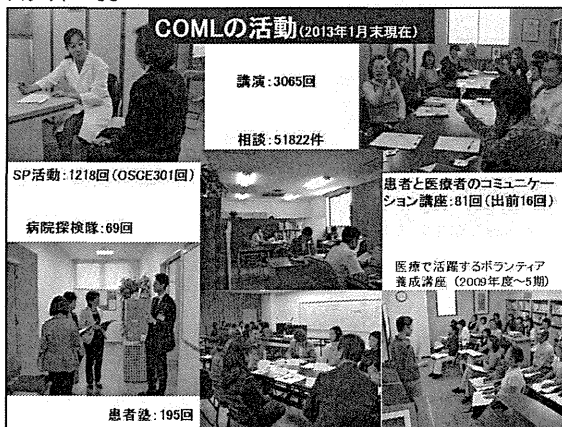 COMLの活動(2013年1月末現在)
講演:3065回
相談:51822件
SP活動:1218回(OSCE301回)
病院探検隊:69回
患者と医療者のコミュニケー
ション講座:81回(出前16回)
医療で活躍するボランティア
養成講座 (2009年度~5期)
患者塾:195回